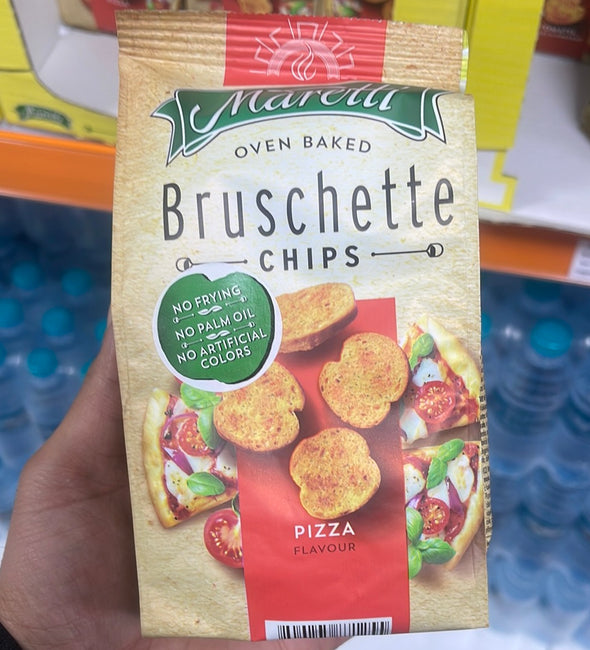 Maretti
OVEN BAKED
Bruschette
CHIPS
NO FRYING
NO PALM OIL
NO ARTIFICIAL
COLORS
PIZZA
FLAVOUR